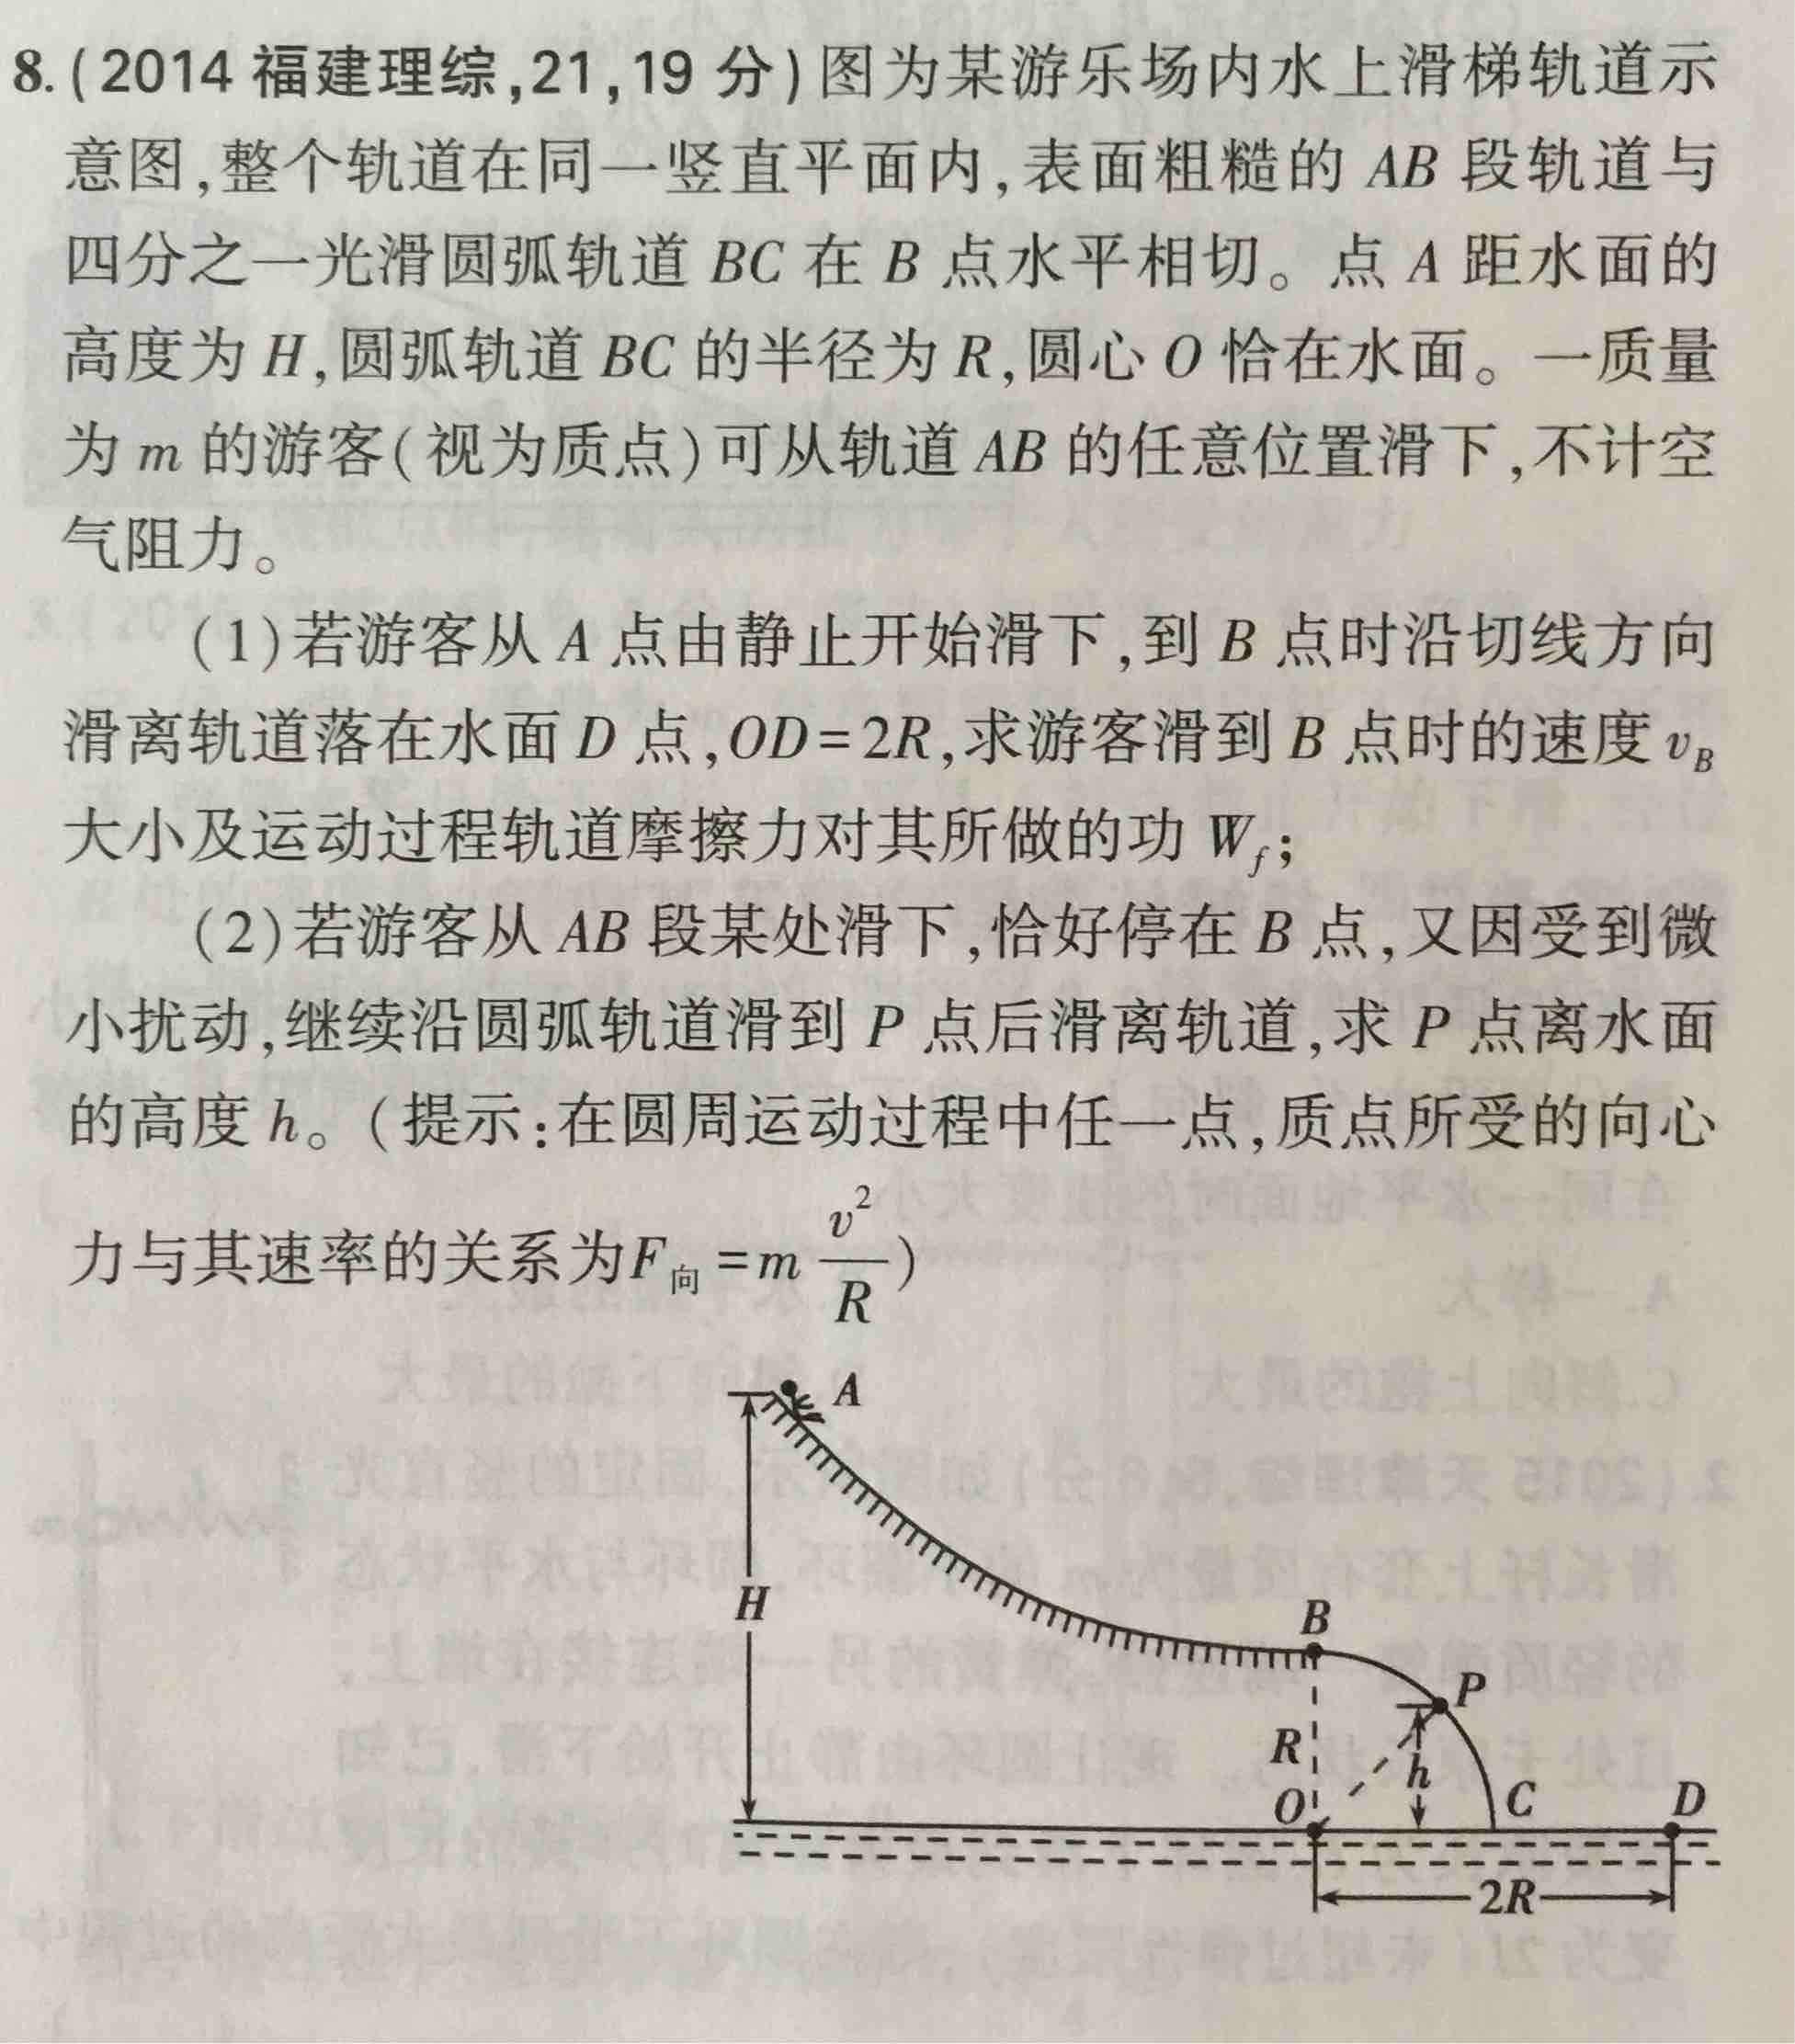 8.(2014 福建理综,21,19 分)图为某游乐场内水上滑梯轨道示
意图,整个轨道在同一竖直平面内,表面粗糙的 AB 段轨道与
四分之一光滑圆弧轨道 BC 在 B 点水平相切。点 A 距水面的
高度为 H,圆弧轨道 BC 的半径为 R,圆心 O 恰在水面。一质量
为 m 的游客(视为质点)可从轨道 AB 的任意位置滑下,不计空
气阻力。
(1)若游客从 A 点由静止开始滑下,到 B 点时沿切线方向
滑离轨道落在水面 D 点,OD=2R,求游客滑到 B 点时的速度 v_B
大小及运动过程轨道摩擦力对其所做的功 W_f;
(2)若游客从 AB 段某处滑下,恰好停在 B 点,又因受到微
小扰动,继续沿圆弧轨道滑到 P 点后滑离轨道,求 P 点离水面
的高度 h。(提示:在圆周运动过程中任一点,质点所受的向心
力与其速率的关系为F_向=m v²/R)
A
H
B
P
R
h
O
C
D
2R